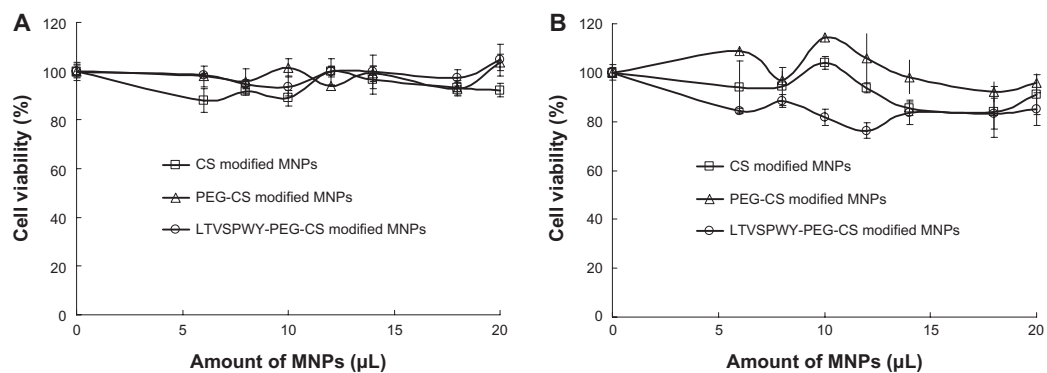 A
120
100
80
60
40
20
0
0 5 10 15 20
Cell viability (%)
Amount of MNPs (µL)
CS modified MNPs
PEG-CS modified MNPs
LTVSPWY-PEG-CS modified MNPs
B
120
100
80
60
40
20
0
0 5 10 15 20
Cell viability (%)
Amount of MNPs (µL)
CS modified MNPs
PEG-CS modified MNPs
LTVSPWY-PEG-CS modified MNPs